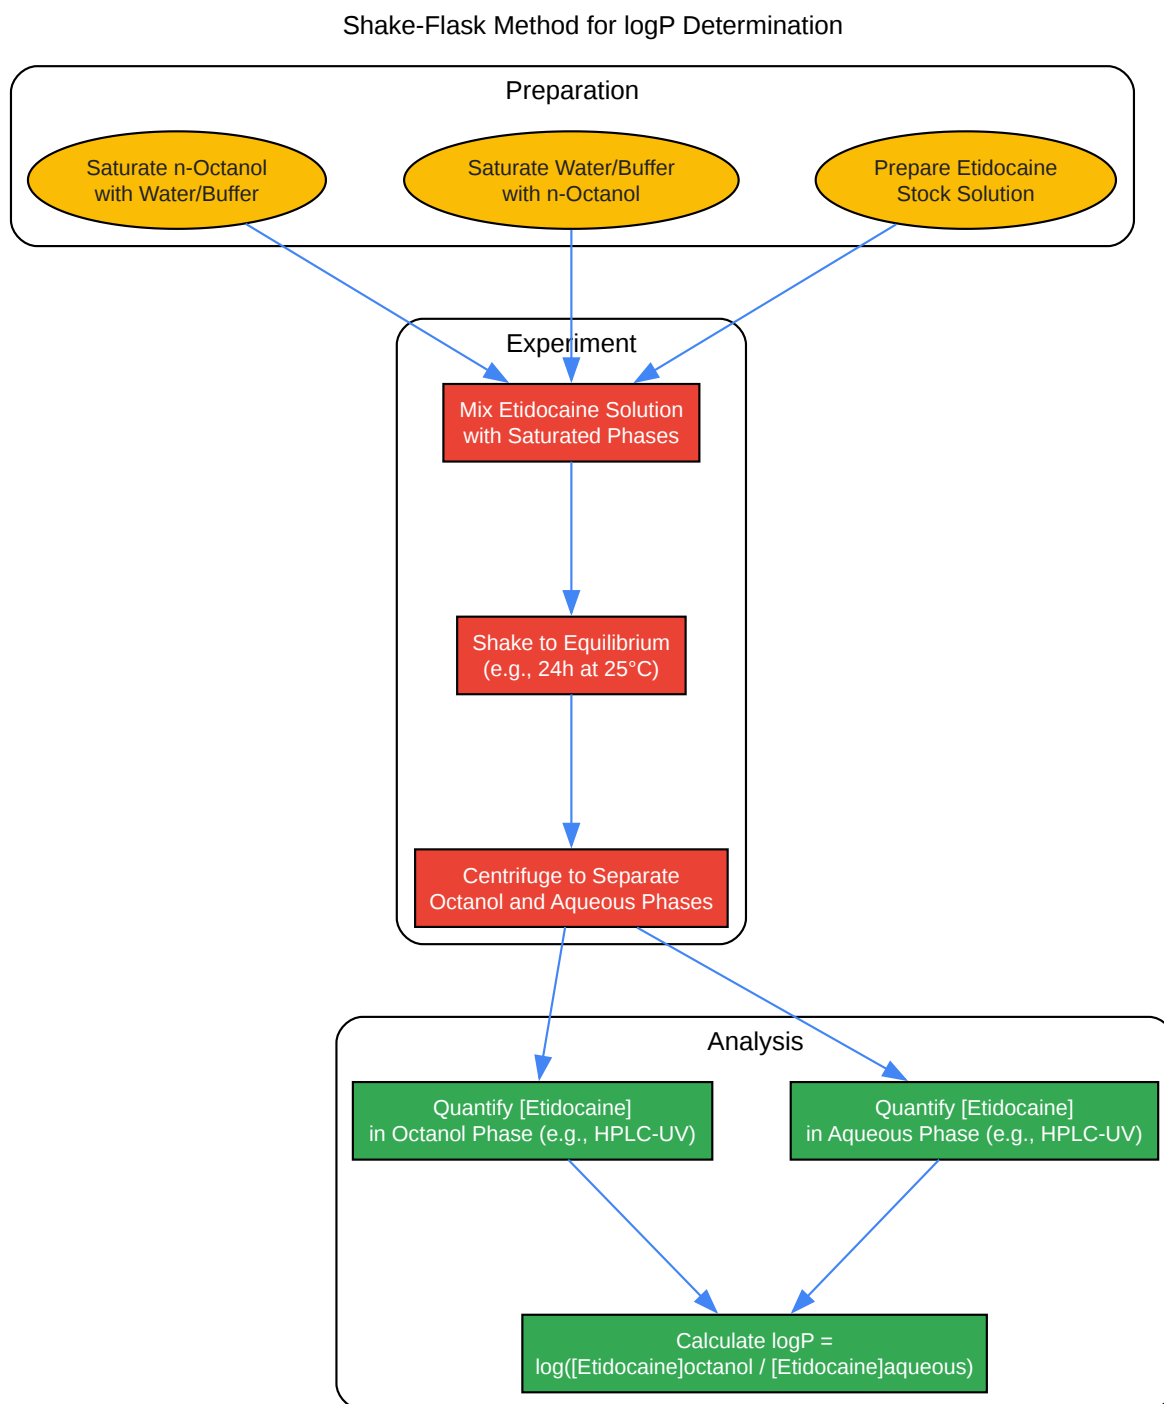 Shake-Flask Method for logP Determination
Preparation
Saturate n-Octanol
with Water/Buffer
Saturate Water/Buffer
with n-Octanol
Prepare Etidocaine
Stock Solution
Experiment
Mix Etidocaine Solution
with Saturated Phases
Shake to Equilibrium
(e.g., 24h at 25°C)
Centrifuge to Separate
Octanol and Aqueous Phases
Analysis
Quantify [Etidocaine]
in Octanol Phase (e.g., HPLC-UV)
Quantify [Etidocaine]
in Aqueous Phase (e.g., HPLC-UV)
Calculate logP =
log([Etidocaine]octanol / [Etidocaine]aqueous)